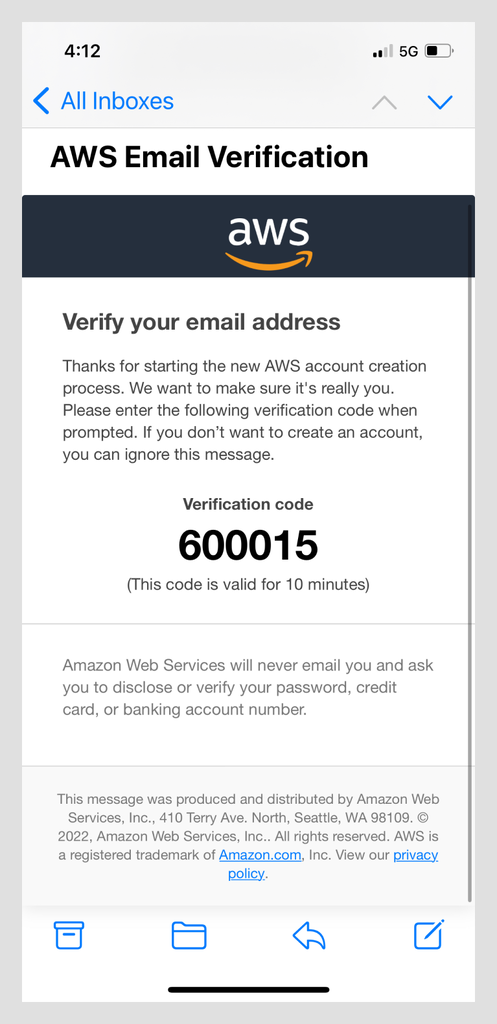 4:12
5G
All Inboxes
AWS Email Verification
aws
Verify your email address
Thanks for starting the new AWS account creation
process. We want to make sure it's really you.
Please enter the following verification code when
prompted. If you don’t want to create an account,
you can ignore this message.
Verification code
600015
(This code is valid for 10 minutes)
Amazon Web Services will never email you and ask
you to disclose or verify your password, credit
card, or banking account number.
This message was produced and distributed by Amazon Web
Services, Inc., 410 Terry Ave. North, Seattle, WA 98109. ©
2022, Amazon Web Services, Inc.. All rights reserved. AWS is
a registered trademark of Amazon.com, Inc. View our privacy
policy.